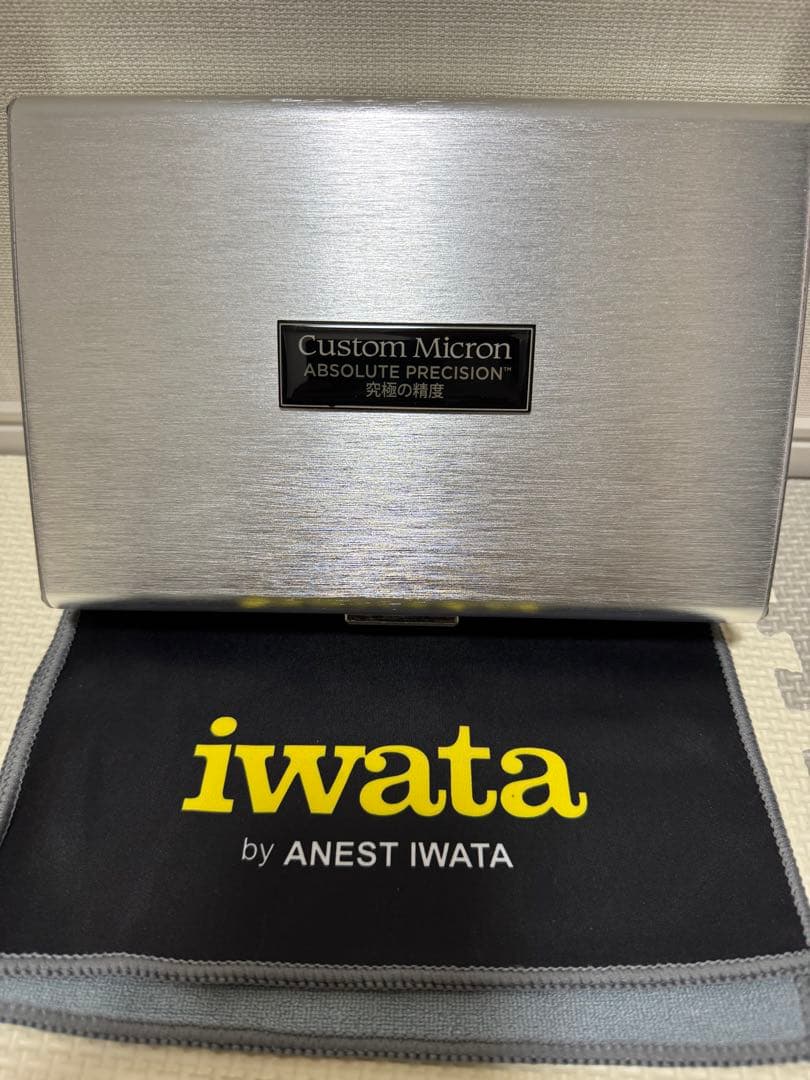 Custom Micron
ABSOLUTE PRECISION™
究極の精度
iwata
by ANEST IWATA